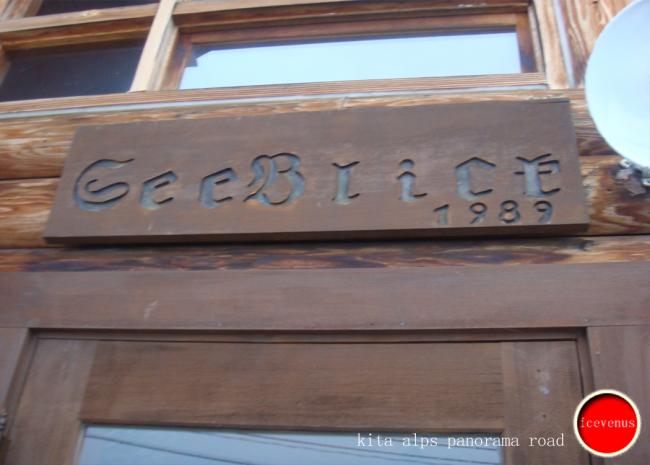 SeeBlick
1989
icevenus
kita alps panorama road